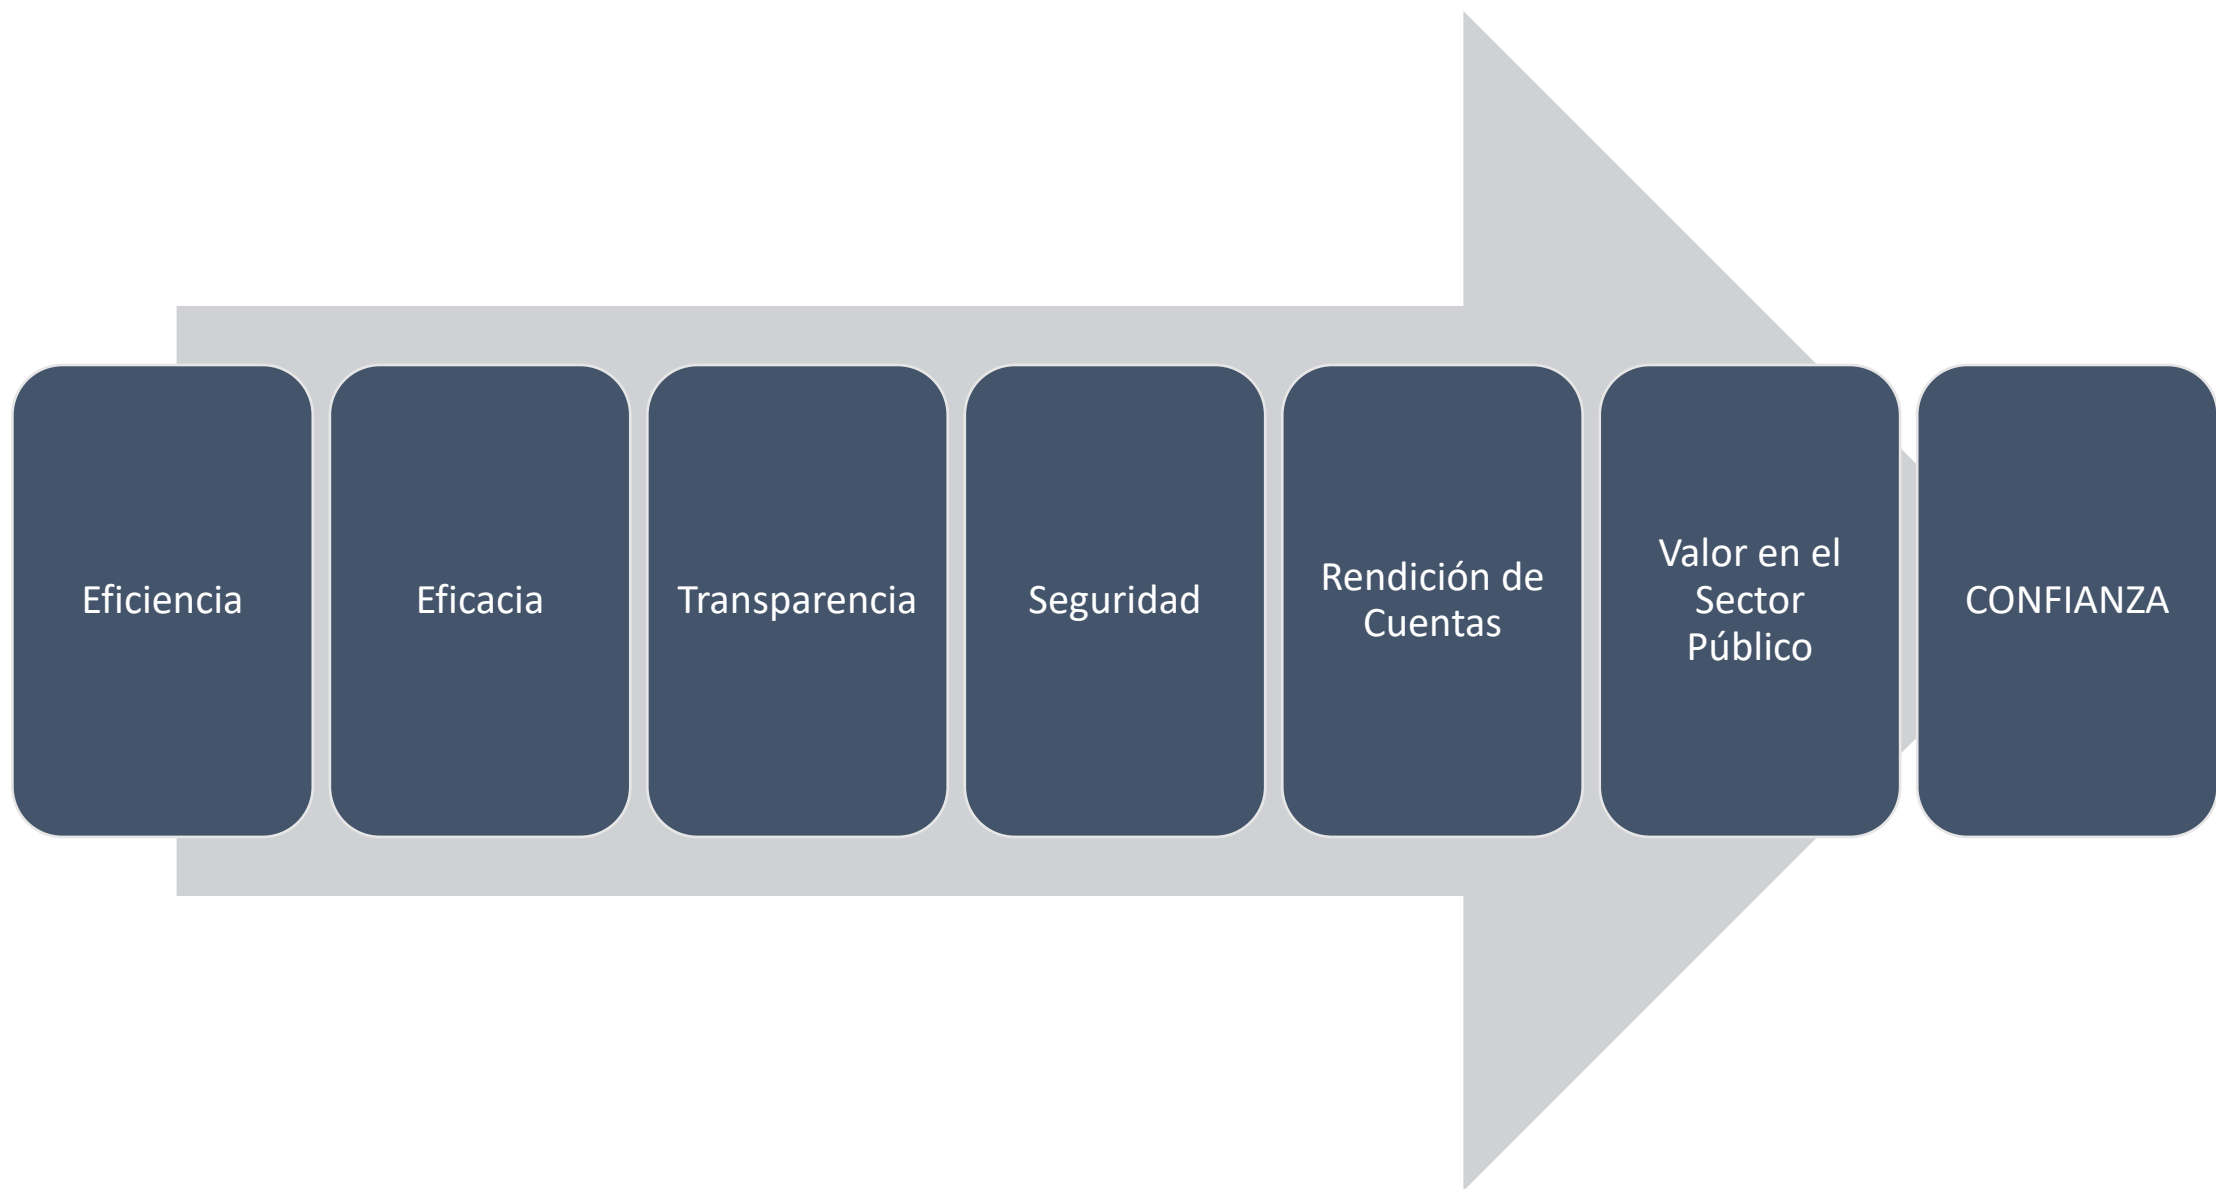 Eficiencia
Eficacia
Transparencia
Seguridad
Rendición de
Cuentas
Valor en el
Sector
Público
CONFIANZA